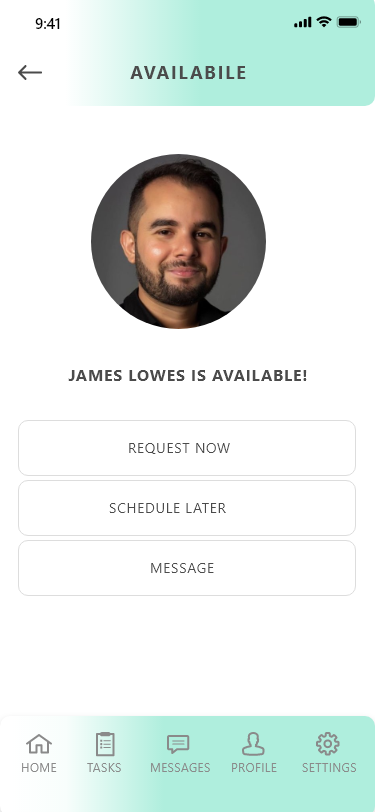 9:41
AVAILABILE
JAMES LOWES IS AVAILABLE!
REQUEST NOW
SCHEDULE LATER
MESSAGE
HOME TASKS MESSAGES PROFILE SETTINGS